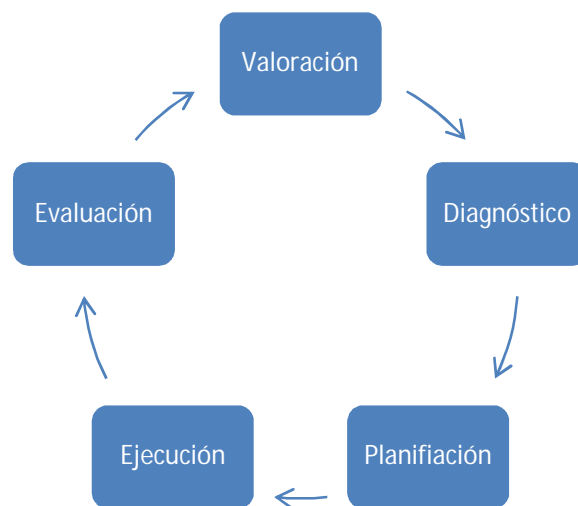 Valoración
Diagnóstico
Planifiación
Ejecución
Evaluación